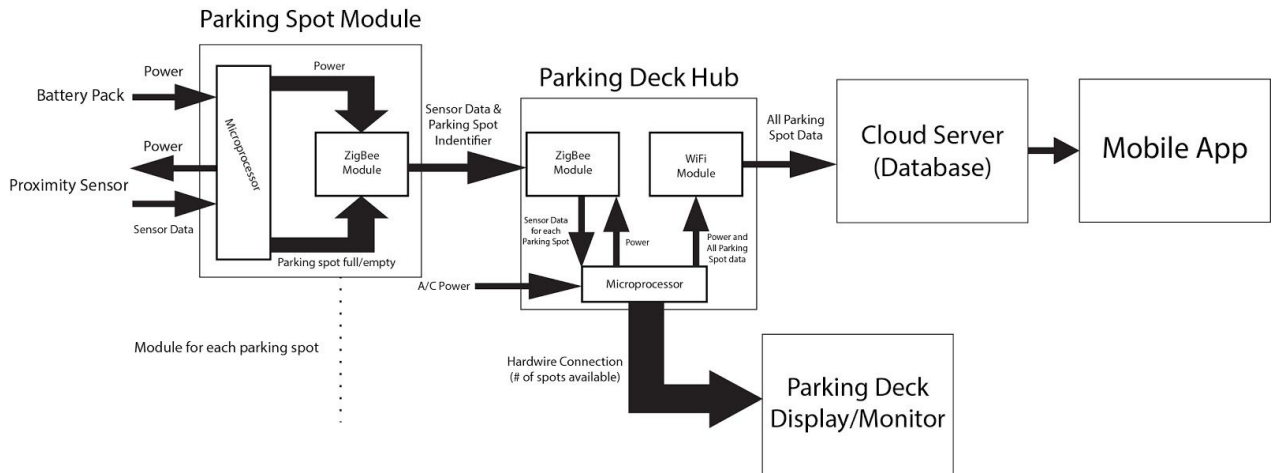 Parking Spot Module
Power
Battery Pack
Power
Proximity Sensor
Sensor Data
Microprocessor
Power
ZigBee
Module
Parking spot full/empty
Module for each parking spot
Sensor Data &
Parking Spot
Indentifier
Parking Deck Hub
ZigBee
Module
WiFi
Module
Sensor Data
for each
Parking Spot
Power
Power and
All Parking
Spot data
A/C Power
Microprocessor
Hardwire Connection
(# of spots available)
Parking Deck
Display/Monitor
All Parking
Spot Data
Cloud Server
(Database)
Mobile App